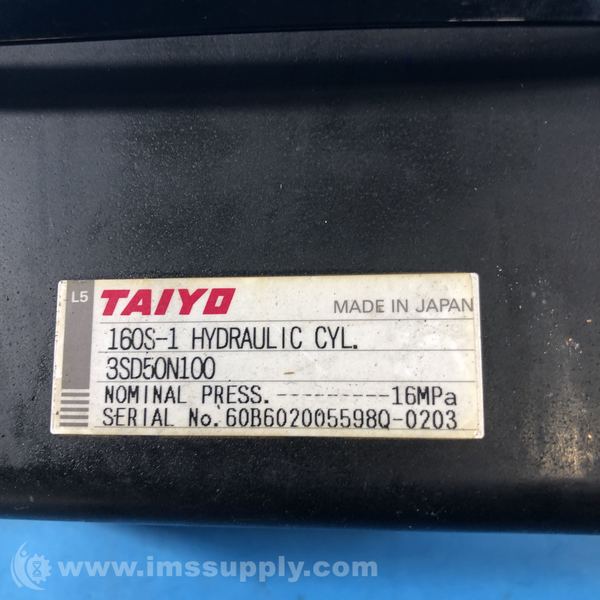 L5 TAIYO MADE IN JAPAN
160S-1 HYDRAULIC CYL.
3SD50N100
NOMINAL PRESS.----------16MPa
SERIAL No.60B602005598Q-0203
www.imssupply.com